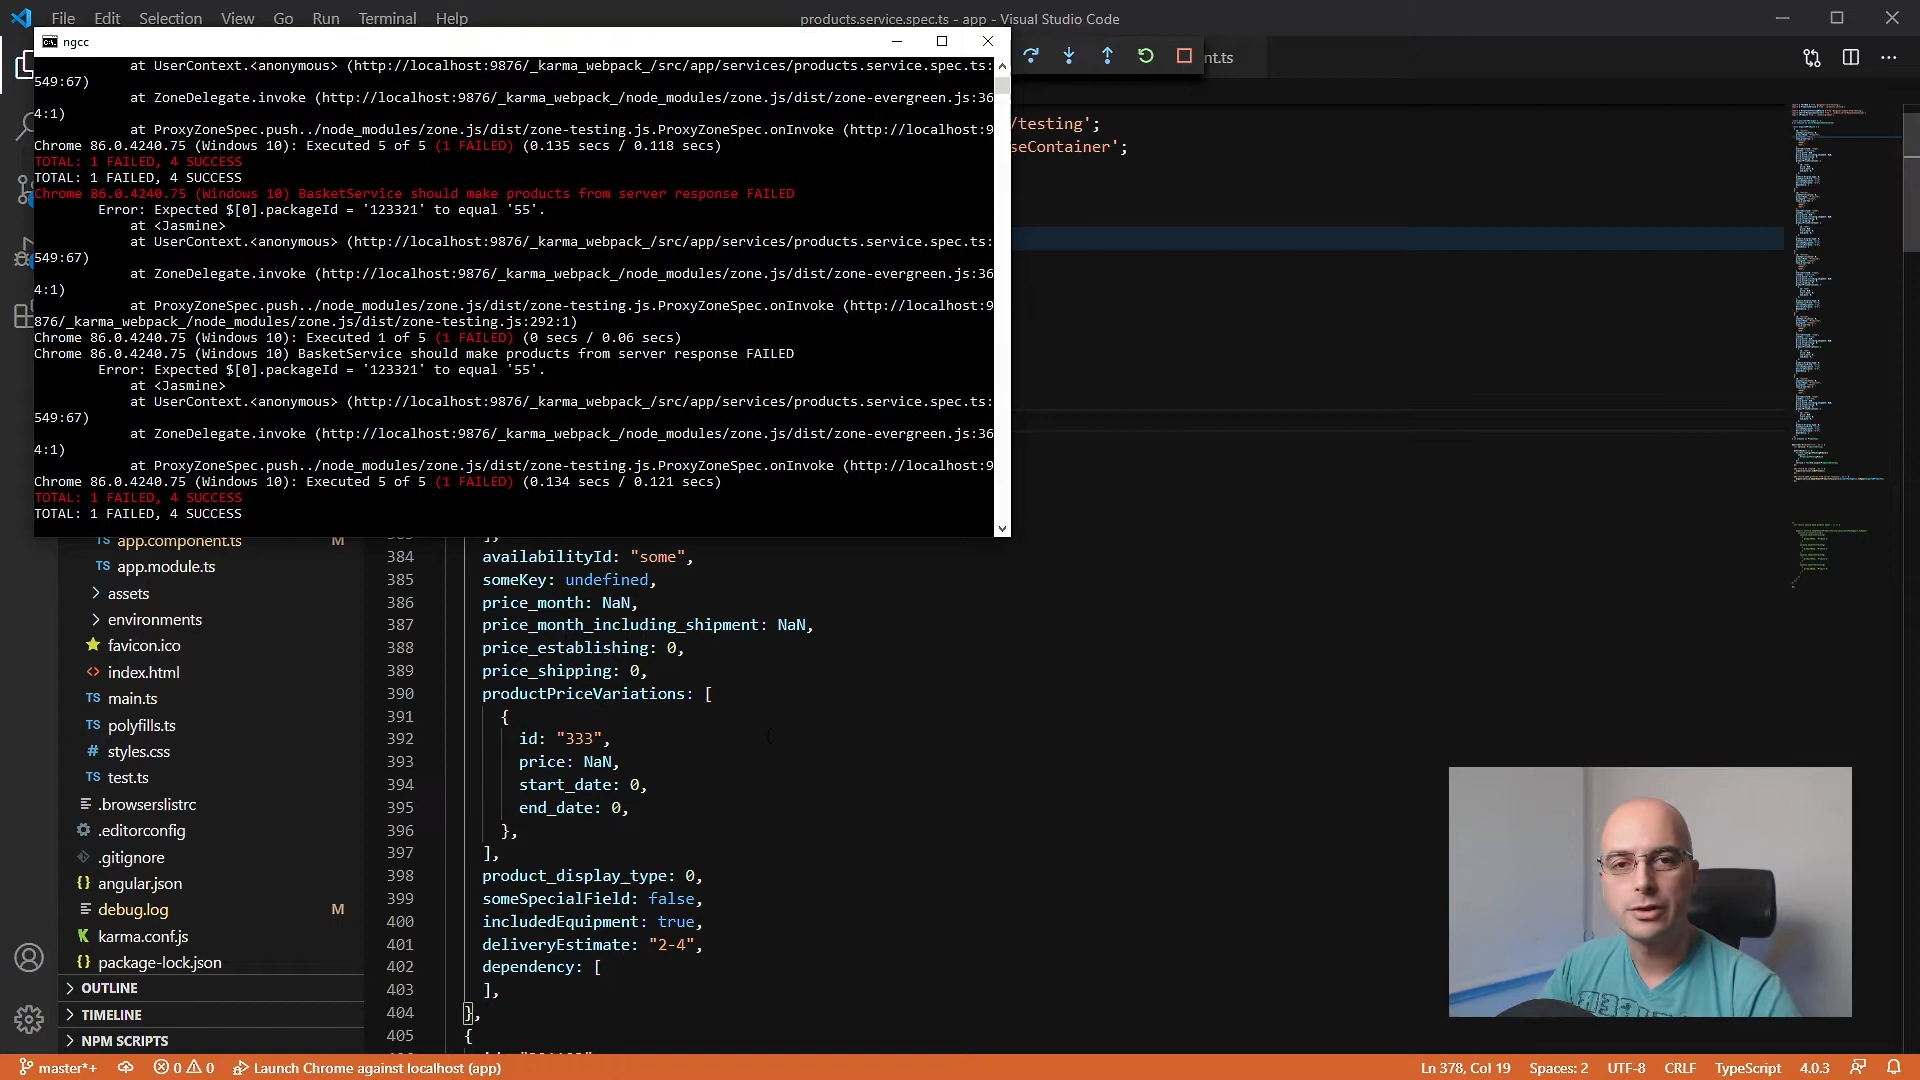 File Edit Selection View Go Run Terminal Help
products.service.spec.ts - app - Visual Studio Code
ngcc
at UserContext.<anonymous> (http://localhost:9876/_karma_webpack_/src/app/services/products.service.spec.ts:
549:67)
at ZoneDelegate.invoke (http://localhost:9876/_karma_webpack_/node_modules/zone.js/dist/zone-evergreen.js:36
4:1)
at ProxyZoneSpec.push../node_modules/zone.js/dist/zone-testing.js.ProxyZoneSpec.onInvoke (http://localhost:9
Chrome 86.0.4240.75 (Windows 10): Executed 5 of 5 (1 FAILED) (0.135 secs / 0.118 secs)
TOTAL: 1 FAILED, 4 SUCCESS
TOTAL: 1 FAILED, 4 SUCCESS
Chrome 86.0.4240.75 (Windows 10) BasketService should make products from server response FAILED
Error: Expected $[0].packageId = '123321' to equal '55'.
at <Jasmine>
at UserContext.<anonymous> (http://localhost:9876/_karma_webpack_/src/app/services/products.service.spec.ts:
549:67)
at ZoneDelegate.invoke (http://localhost:9876/_karma_webpack_/node_modules/zone.js/dist/zone-evergreen.js:36
4:1)
at ProxyZoneSpec.push../node_modules/zone.js/dist/zone-testing.js.ProxyZoneSpec.onInvoke (http://localhost:9
876/_karma_webpack_/node_modules/zone.js/dist/zone-testing.js:292:1)
Chrome 86.0.4240.75 (Windows 10): Executed 1 of 5 (1 FAILED) (0 secs / 0.06 secs)
Chrome 86.0.4240.75 (Windows 10) BasketService should make products from server response FAILED
Error: Expected $[0].packageId = '123321' to equal '55'.
at <Jasmine>
at UserContext.<anonymous> (http://localhost:9876/_karma_webpack_/src/app/services/products.service.spec.ts:
549:67)
at ZoneDelegate.invoke (http://localhost:9876/_karma_webpack_/node_modules/zone.js/dist/zone-evergreen.js:36
4:1)
at ProxyZoneSpec.push../node_modules/zone.js/dist/zone-testing.js.ProxyZoneSpec.onInvoke (http://localhost:9
Chrome 86.0.4240.75 (Windows 10): Executed 5 of 5 (1 FAILED) (0.134 secs / 0.121 secs)
TOTAL: 1 FAILED, 4 SUCCESS
TOTAL: 1 FAILED, 4 SUCCESS
nt.ts
/testing';
seContainer';
TS app.component.ts M
TS app.module.ts
assets
environments
favicon.ico
<> index.html
TS main.ts
TS polyfills.ts
# styles.css
TS test.ts
.browserslistrc
.editorconfig
.gitignore
{} angular.json
debug.log M
K karma.conf.js
{} package-lock.json
OUTLINE
TIMELINE
NPM SCRIPTS
],
384 availabilityId: "some",
385 someKey: undefined,
386 price_month: NaN,
387 price_month_including_shipment: NaN,
388 price_establishing: 0,
389 price_shipping: 0,
390 productPriceVariations: [
391 {
392 id: "333",
393 price: NaN,
394 start_date: 0,
395 end_date: 0,
396 },
397 ],
398 product_display_type: 0,
399 someSpecialField: false,
400 includedEquipment: true,
401 deliveryEstimate: "2-4",
402 dependency: [
403 ],
404 },
405 {
master*+ 0 0 Launch Chrome against localhost (app)
Ln 378, Col 19 Spaces: 2 UTF-8 CRLF TypeScript 4.0.3